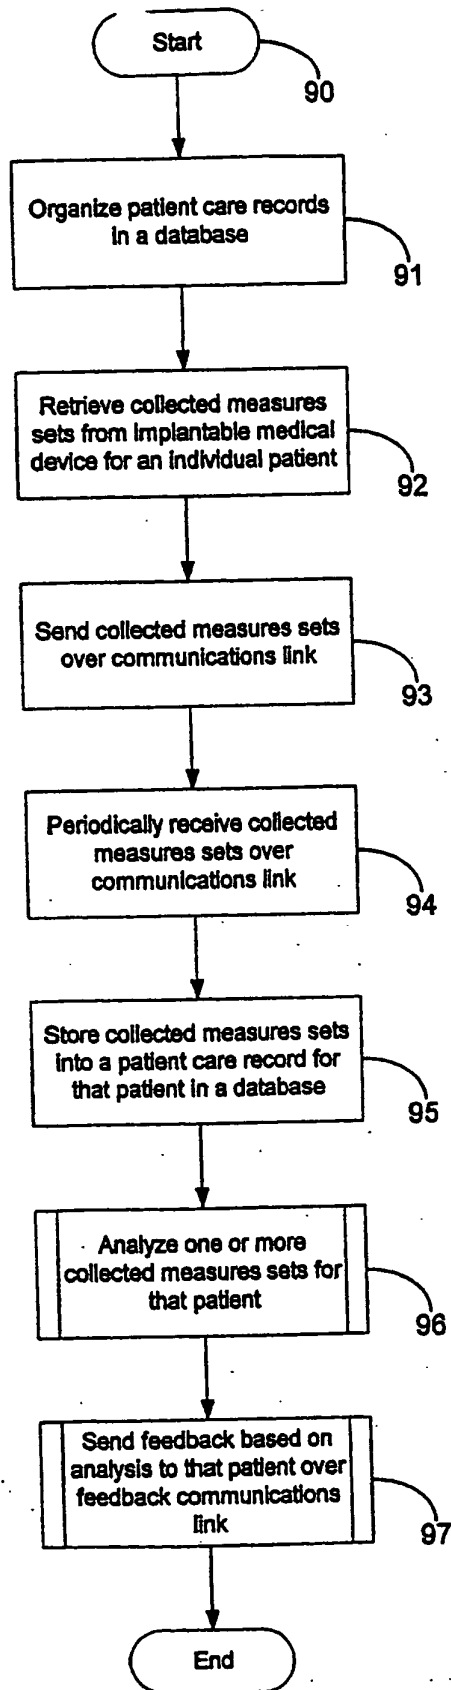 Start
90
Organize patient care records
in a database
91
Retrieve collected measures
sets from implantable medical
device for an individual patient
92
Send collected measures sets
over communications link
93
Periodically receive collected
measures sets over
communications link
94
Store collected measures sets
into a patient care record for
that patient in a database
95
Analyze one or more
collected measures sets for
that patient
96
Send feedback based on
analysis to that patient over
feedback communications
link
97
End